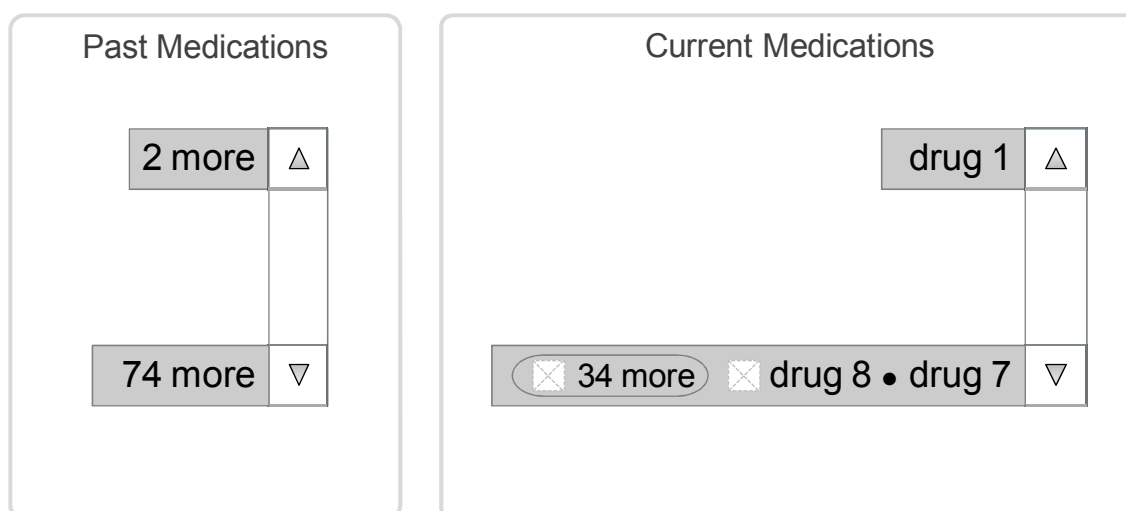 Past Medications
2 more
74 more
Current Medications
drug 1
34 more drug 8 • drug 7